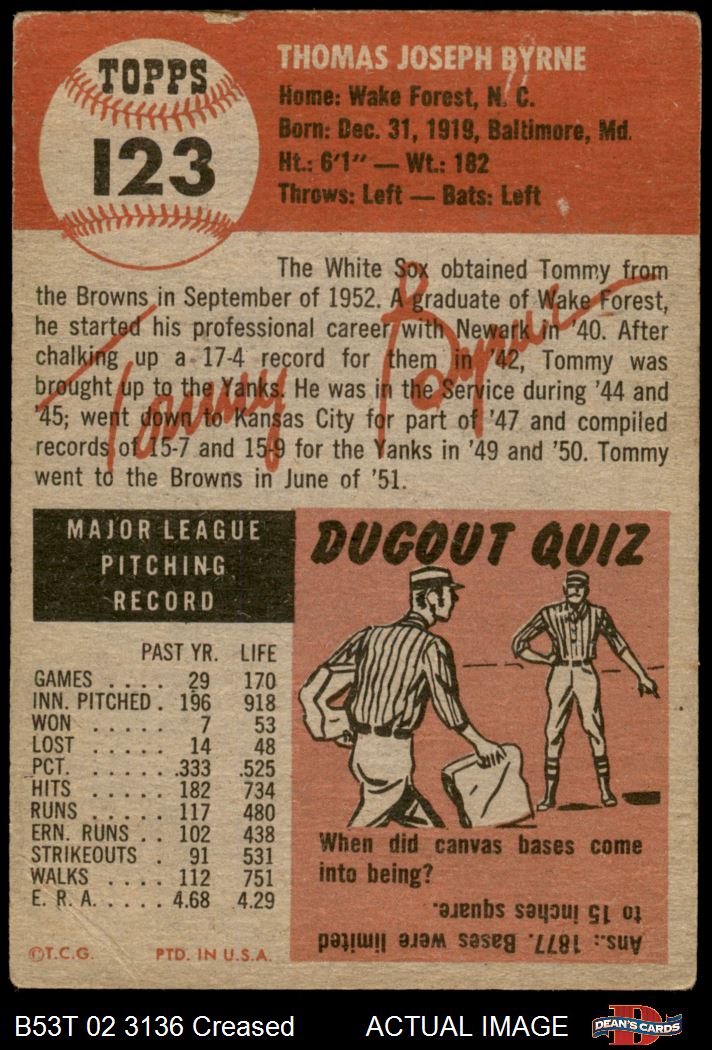 TOPPS
123
THOMAS JOSEPH BYRNE
Home: Wake Forest, N. C.
Born: Dec. 31, 1919, Baltimore, Md.
Ht.: 6'1" — Wt.: 182
Throws: Left — Bats: Left
The White Sox obtained Tommy from
the Browns in September of 1952. A graduate of Wake Forest,
he started his professional career with Newark in '40. After
chalking up a 17-4 record for them in '42, Tommy was
brought up to the Yanks. He was in the Service during '44 and
'45; went down to Kansas City for part of '47 and compiled
records of 15-7 and 15-9 for the Yanks in '49 and '50. Tommy
went to the Browns in June of '51.
Tommy Byrne
MAJOR LEAGUE
PITCHING
RECORD
PAST YR. LIFE
GAMES . . . . 29 170
INN. PITCHED . 196 918
WON . . . . . 7 53
LOST . . . . . 14 48
PCT. . . . . . .333 .525
HITS . . . . . 182 734
RUNS . . . . . 117 480
ERN. RUNS . . 102 438
STRIKEOUTS . 91 531
WALKS . . . . 112 751
E. R. A. . . . . 4.68 4.29
©T.C.G. PTD. IN U.S.A.
DUGOUT QUIZ
When did canvas bases come
into being?
Ans.: 1877. Bases were limited
to 15 inches square.
B53T 02 3136 Creased ACTUAL IMAGE
D
DEAN'S CARDS